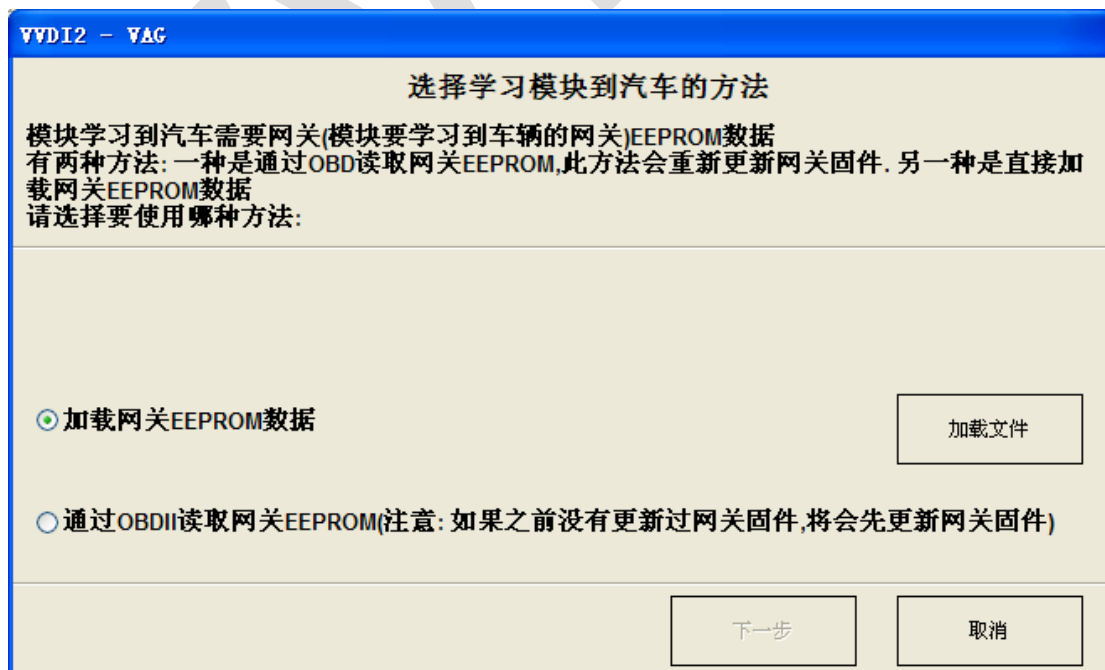 VVDI2 - VAG
选择学习模块到汽车的方法
模块学习到汽车需要网关(模块要学习到车辆的网关)EEPROM数据
有两种方法: 一种是通过OBD读取网关EEPROM,此方法会重新更新网关固件. 另一种是直接加
载网关EEPROM数据
请选择要使用哪种方法:
加载网关EEPROM数据
加载文件
通过OBDII读取网关EEPROM(注意: 如果之前没有更新过网关固件,将会先更新网关固件)
下一步
取消